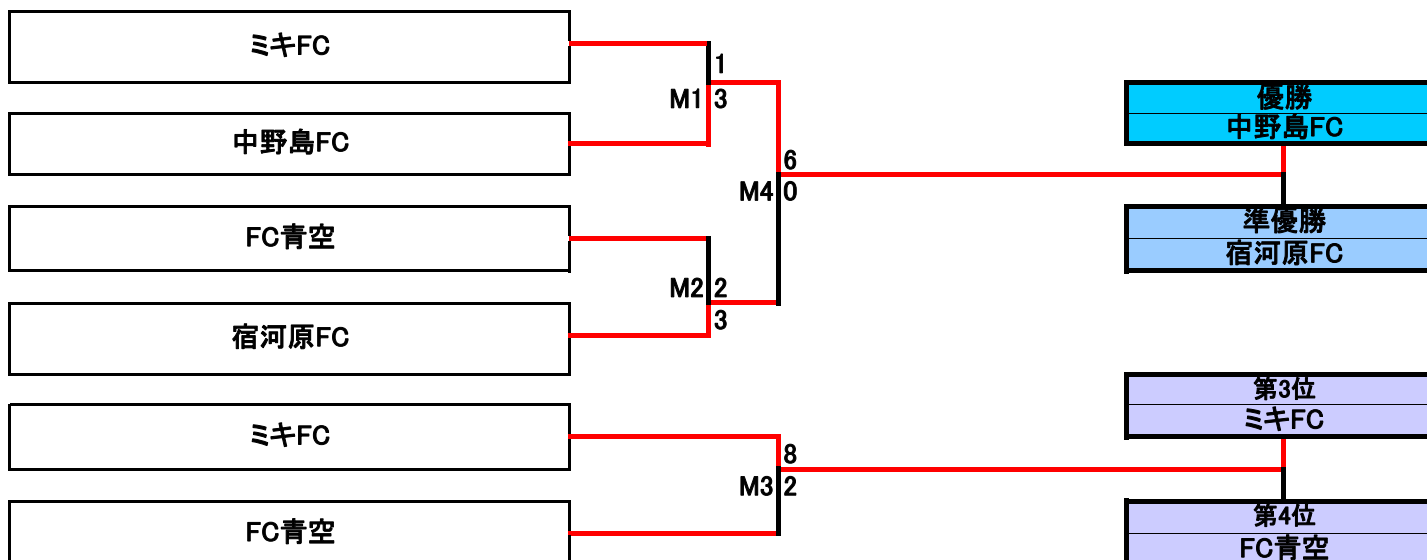 ミキFC
1
M1 3
中野島FC
6
M4 0
FC青空
M2 2
3
宿河原FC
優勝
中野島FC
準優勝
宿河原FC
ミキFC
8
M3 2
FC青空
第3位
ミキFC
第4位
FC青空